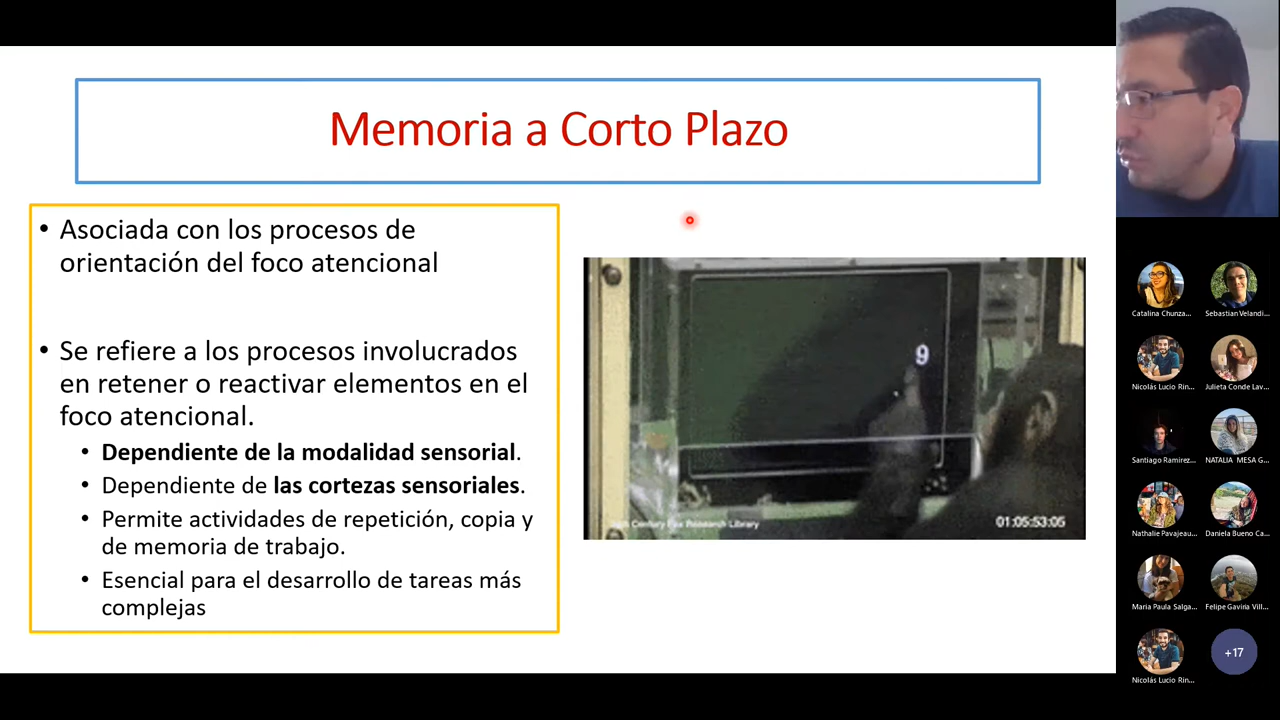 Memoria a Corto Plazo
• Asociada con los procesos de
orientación del foco atencional
• Se refiere a los procesos involucrados
en retener o reactivar elementos en el
foco atencional.
• Dependiente de la modalidad sensorial.
• Dependiente de las cortezas sensoriales.
• Permite actividades de repetición, copia y
de memoria de trabajo.
• Esencial para el desarrollo de tareas más
complejas
9
Century Fox Research Library
01:05:53:05
Catalina Chunza...
Sebastian Velandi...
Nicolás Lucio Rin...
Julieta Conde Lav...
Santiago Ramirez...
NATALIA MESA G...
Nathalie Pavajeau...
Daniela Bueno Ca...
Maria Paula Salga...
Felipe Gaviria Vill...
Nicolás Lucio Rin...
+17